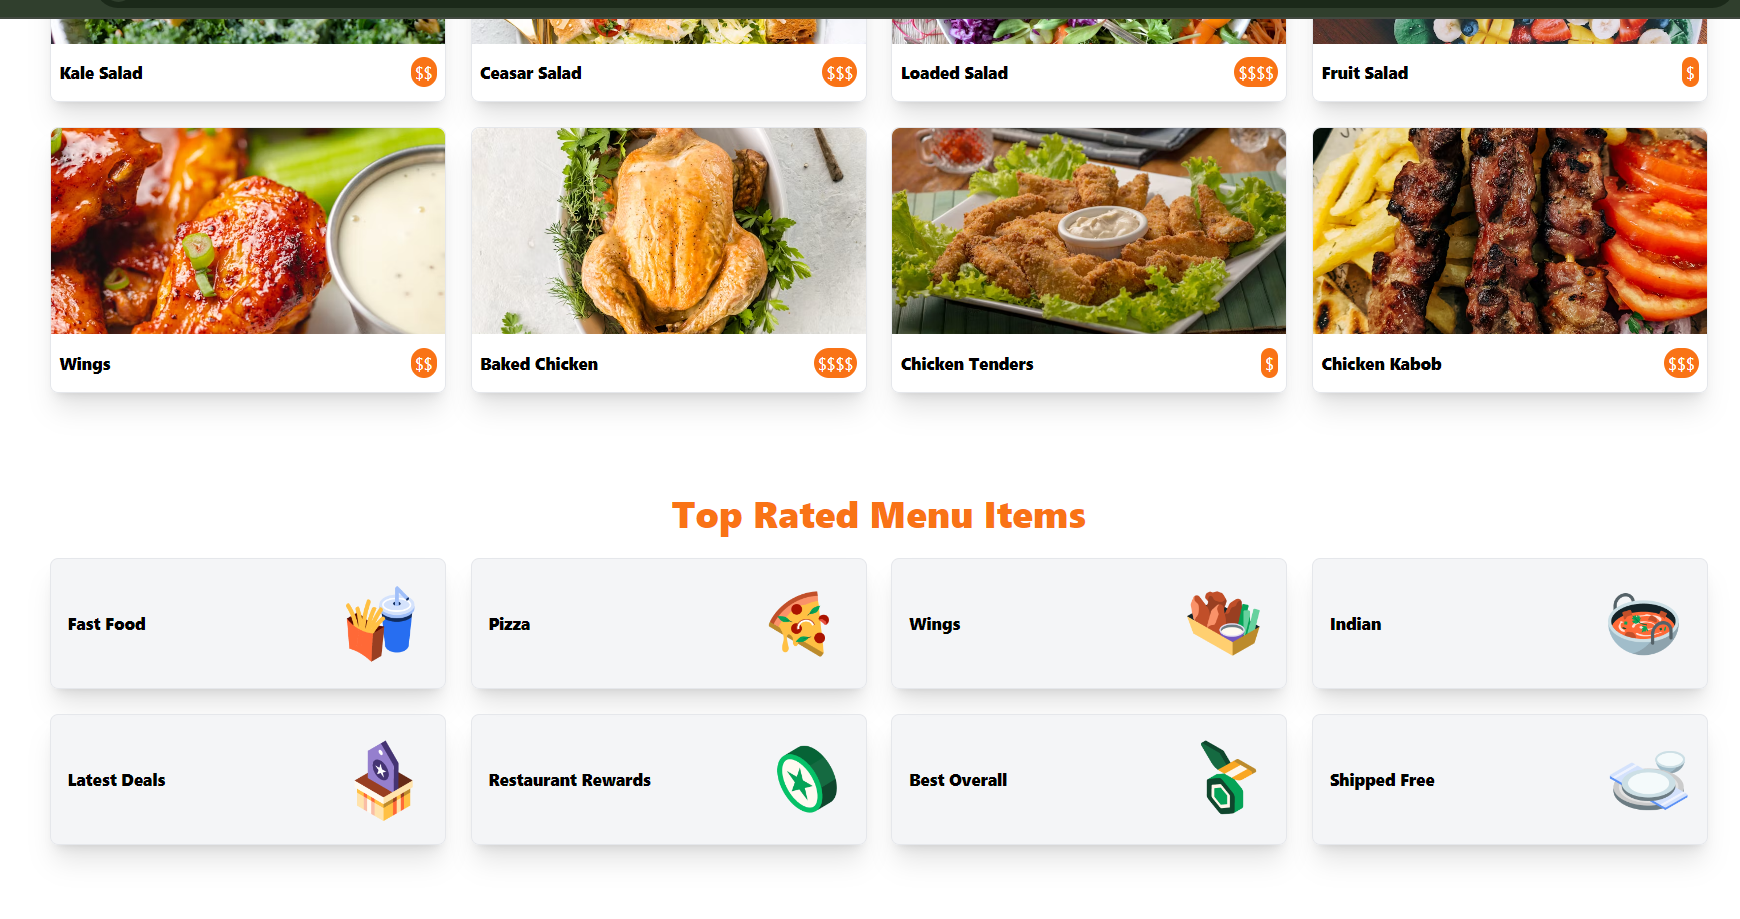 Kale Salad $$ Ceasar Salad $$$ Loaded Salad $$$$ Fruit Salad $
Wings $$ Baked Chicken $$$$ Chicken Tenders $ Chicken Kabob $$$
Top Rated Menu Items
Fast Food Pizza Wings Indian
Latest Deals Restaurant Rewards Best Overall Shipped Free